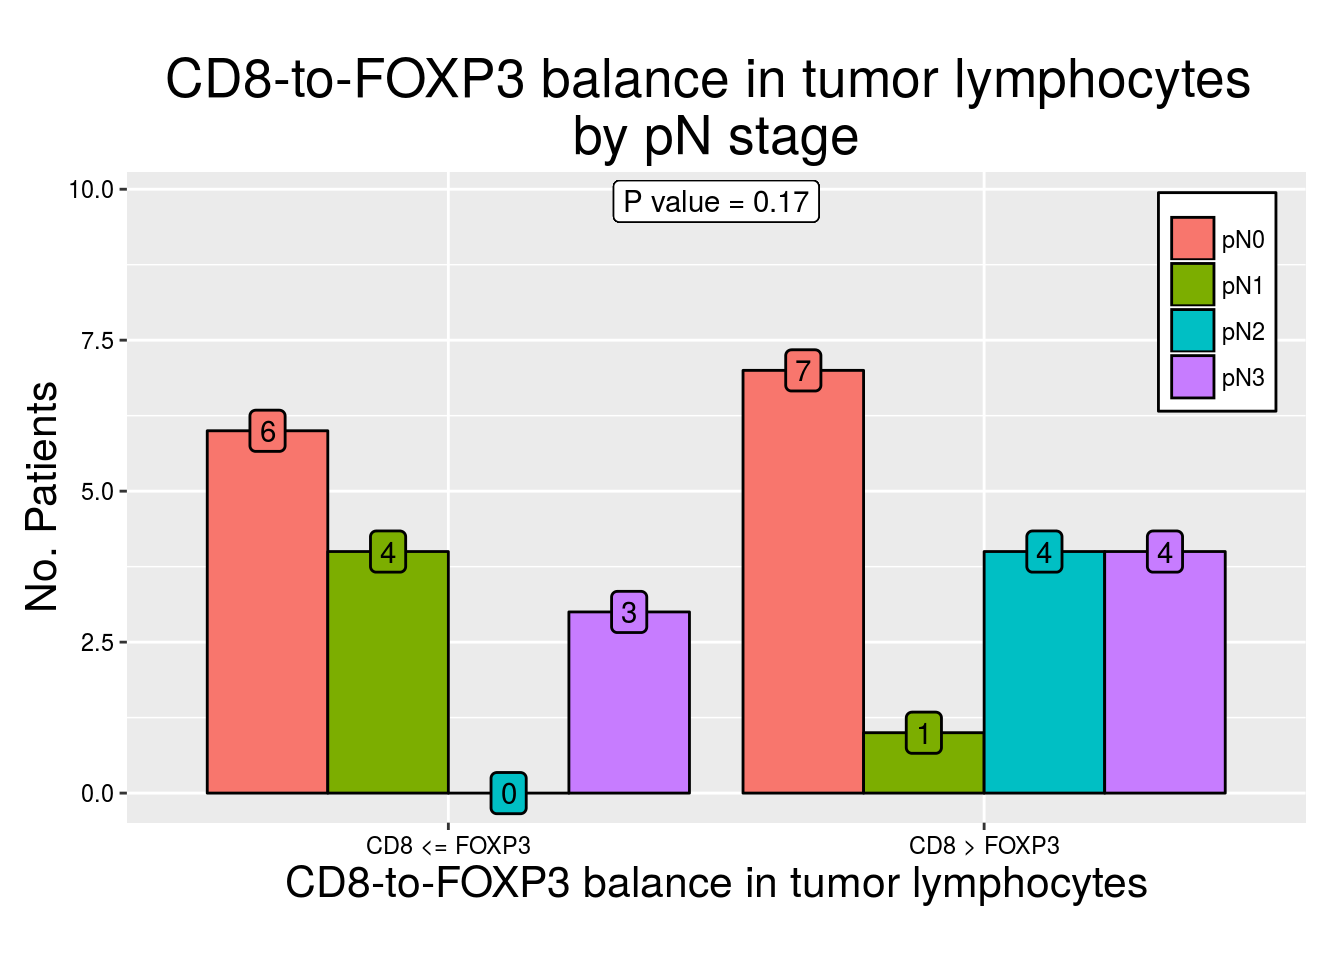 CD8-to-FOXP3 balance in tumor lymphocytes
by pN stage
P value = 0.17
10.0
7.5
5.0
2.5
0.0
No. Patients
pN0
pN1
pN2
pN3
6
4
0
3
7
1
4
4
CD8 <= FOXP3
CD8 > FOXP3
CD8-to-FOXP3 balance in tumor lymphocytes